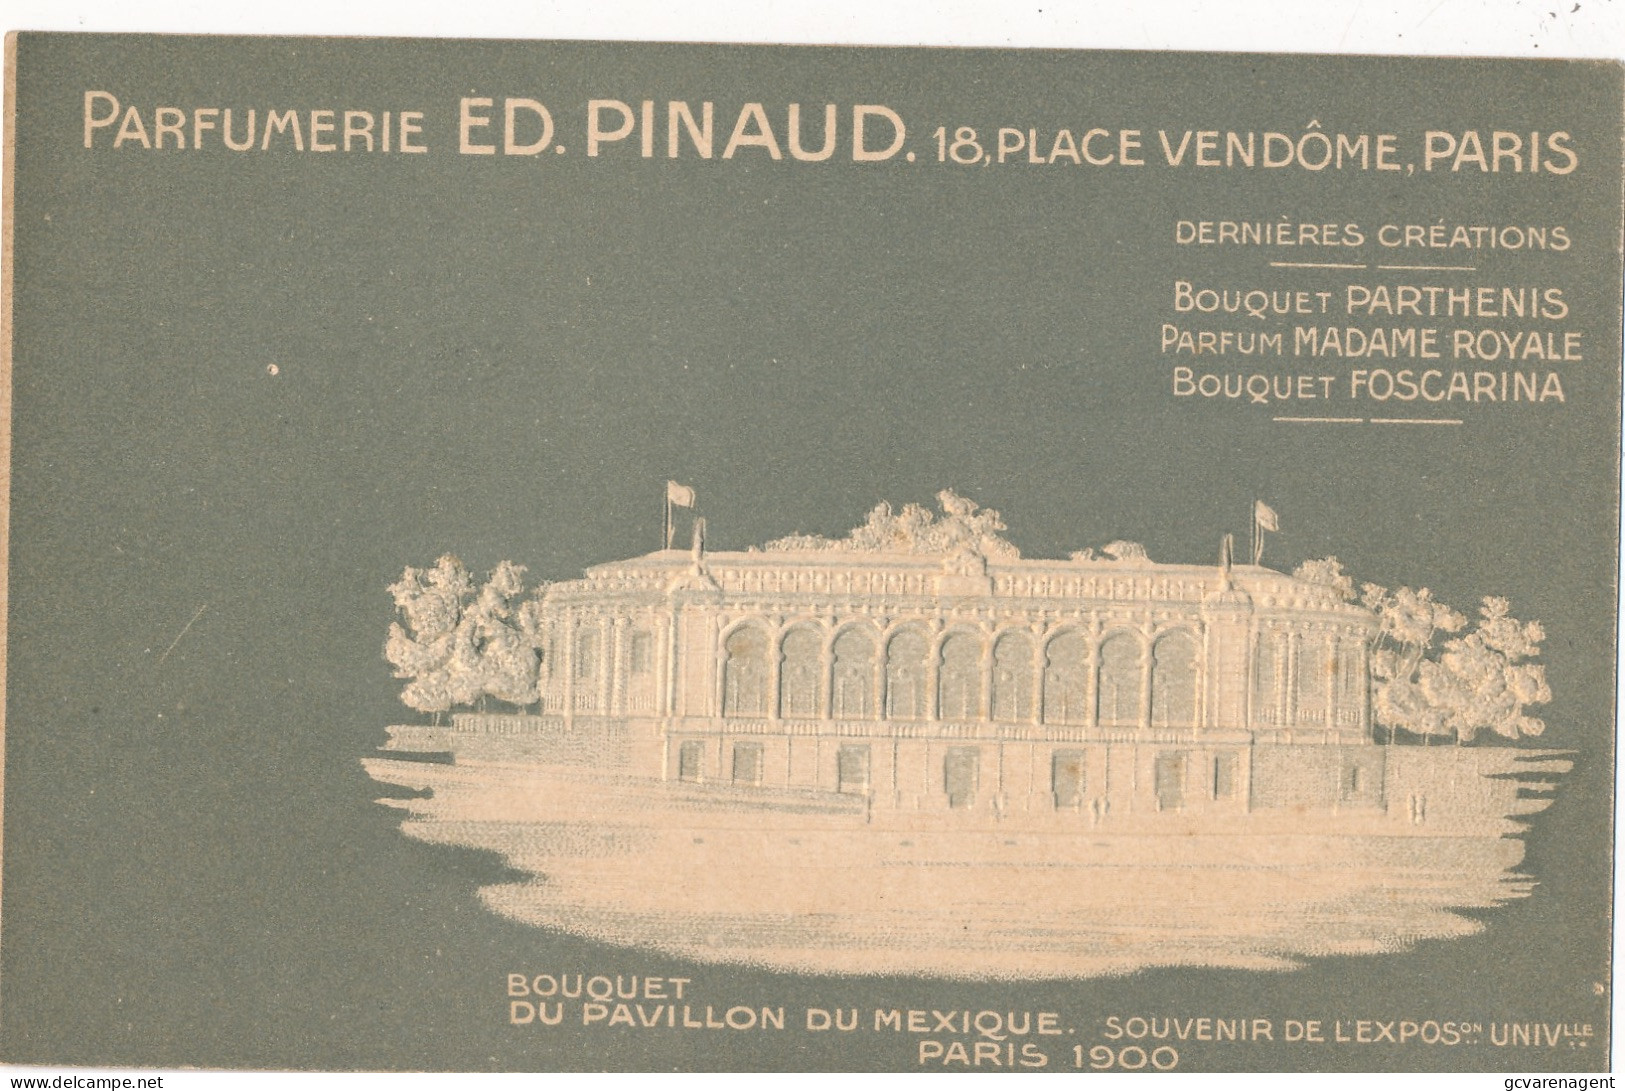 PARFUMERIE ED. PINAUD. 18, PLACE VENDÔME, PARIS
DERNIÈRES CRÉATIONS
BOUQUET PARTHENIS
PARFUM MADAME ROYALE
BOUQUET FOSCARINA
BOUQUET
DU PAVILLON DU MEXIQUE. SOUVENIR DE L'EXPOSON UNIVLLE
PARIS 1900
delcampe.net
gcvarenagent